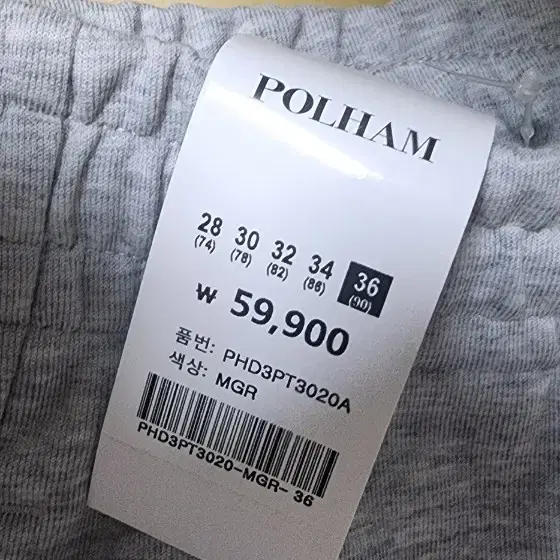 POLHAM
28 30 32 34 36
(74) (78) (82) (86) (90)
₩ 59,900
품번: PHD3PT3020A
색상: MGR
PHD3PT3020-MGR- 36